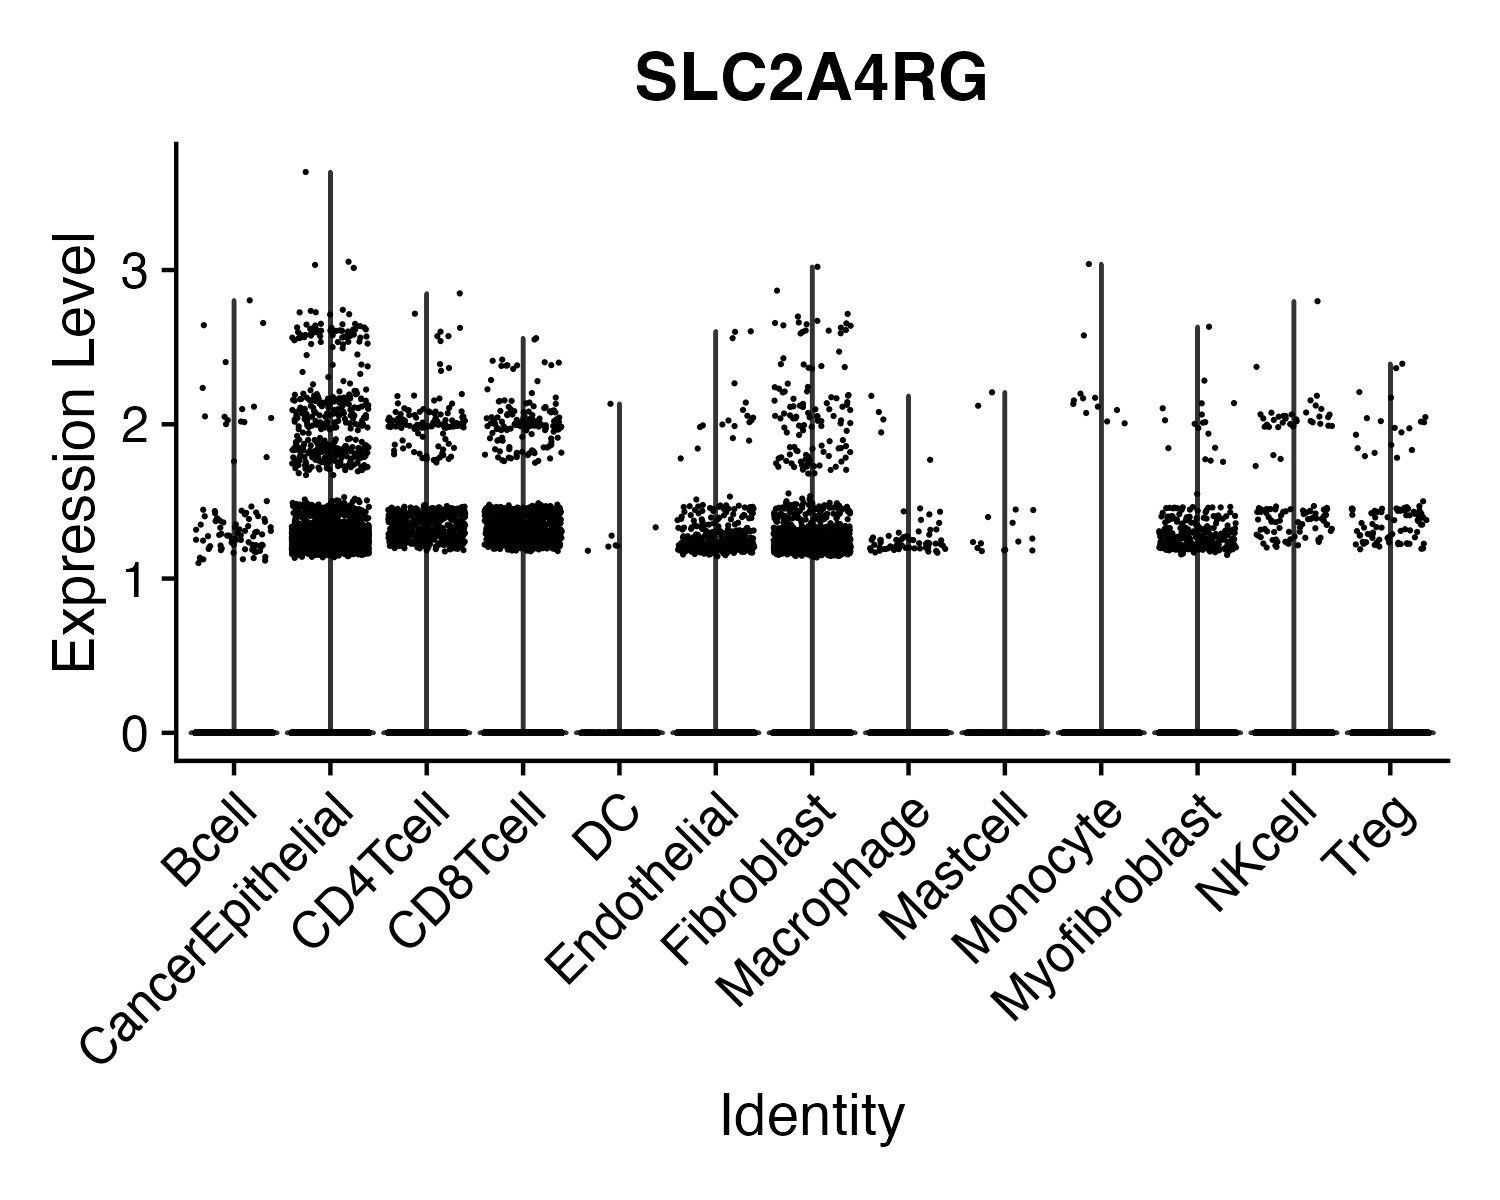 SLC2A4RG
Expression Level
3
2
1
0
Bcell
CancerEpithelial
CD4Tcell
CD8Tcell
DC
Endothelial
Fibroblast
Macrophage
Mastcell
Monocyte
Myofibroblast
NKcell
Treg
Identity